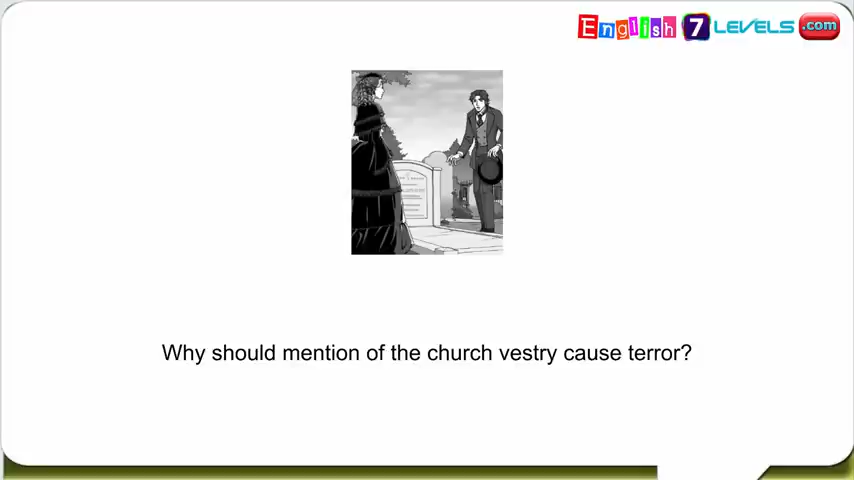 English 7 LEVELS .com
Why should mention of the church vestry cause terror?